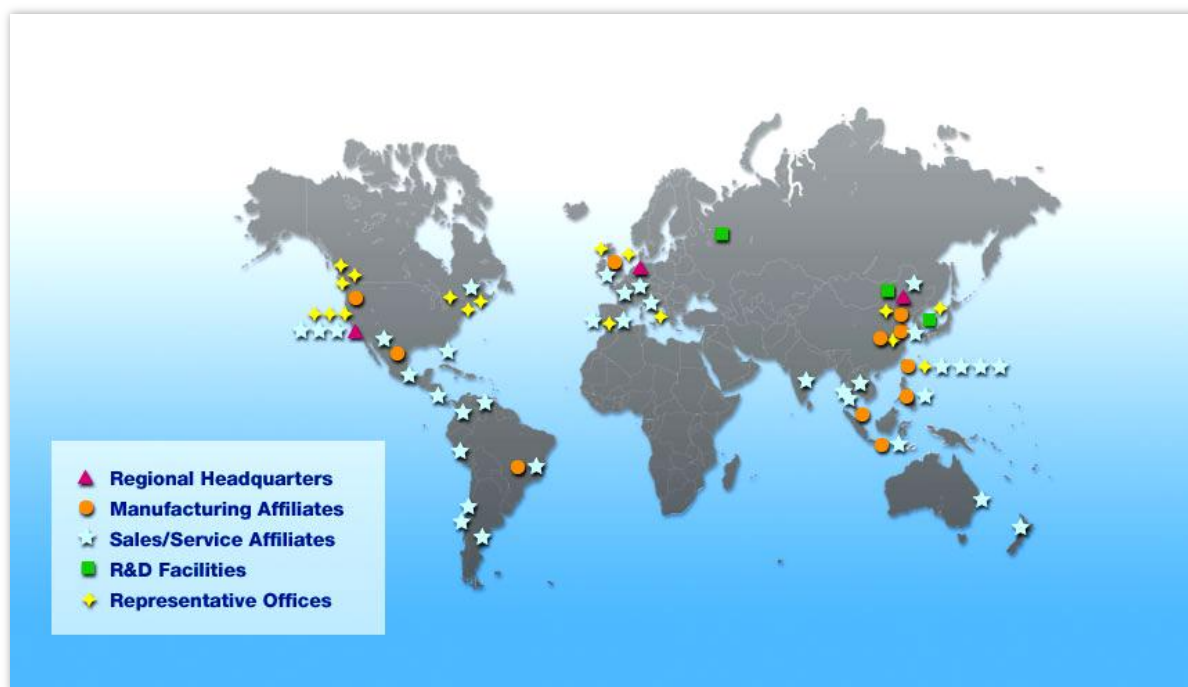 Regional Headquarters
Manufacturing Affiliates
Sales/Service Affiliates
R&D Facilities
Representative Offices